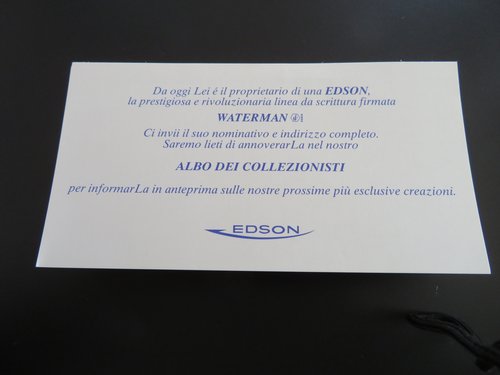 Da oggi Lei é il proprietario di una EDSON,
la prestigiosa e rivoluzionaria linea da scrittura firmata
WATERMAN
Ci invii il suo nominativo e indirizzo completo.
Saremo lieti di annoverarLa nel nostro
ALBO DEI COLLEZIONISTI
per informarLa in anteprima sulle nostre prossime più esclusive creazioni.
EDSON